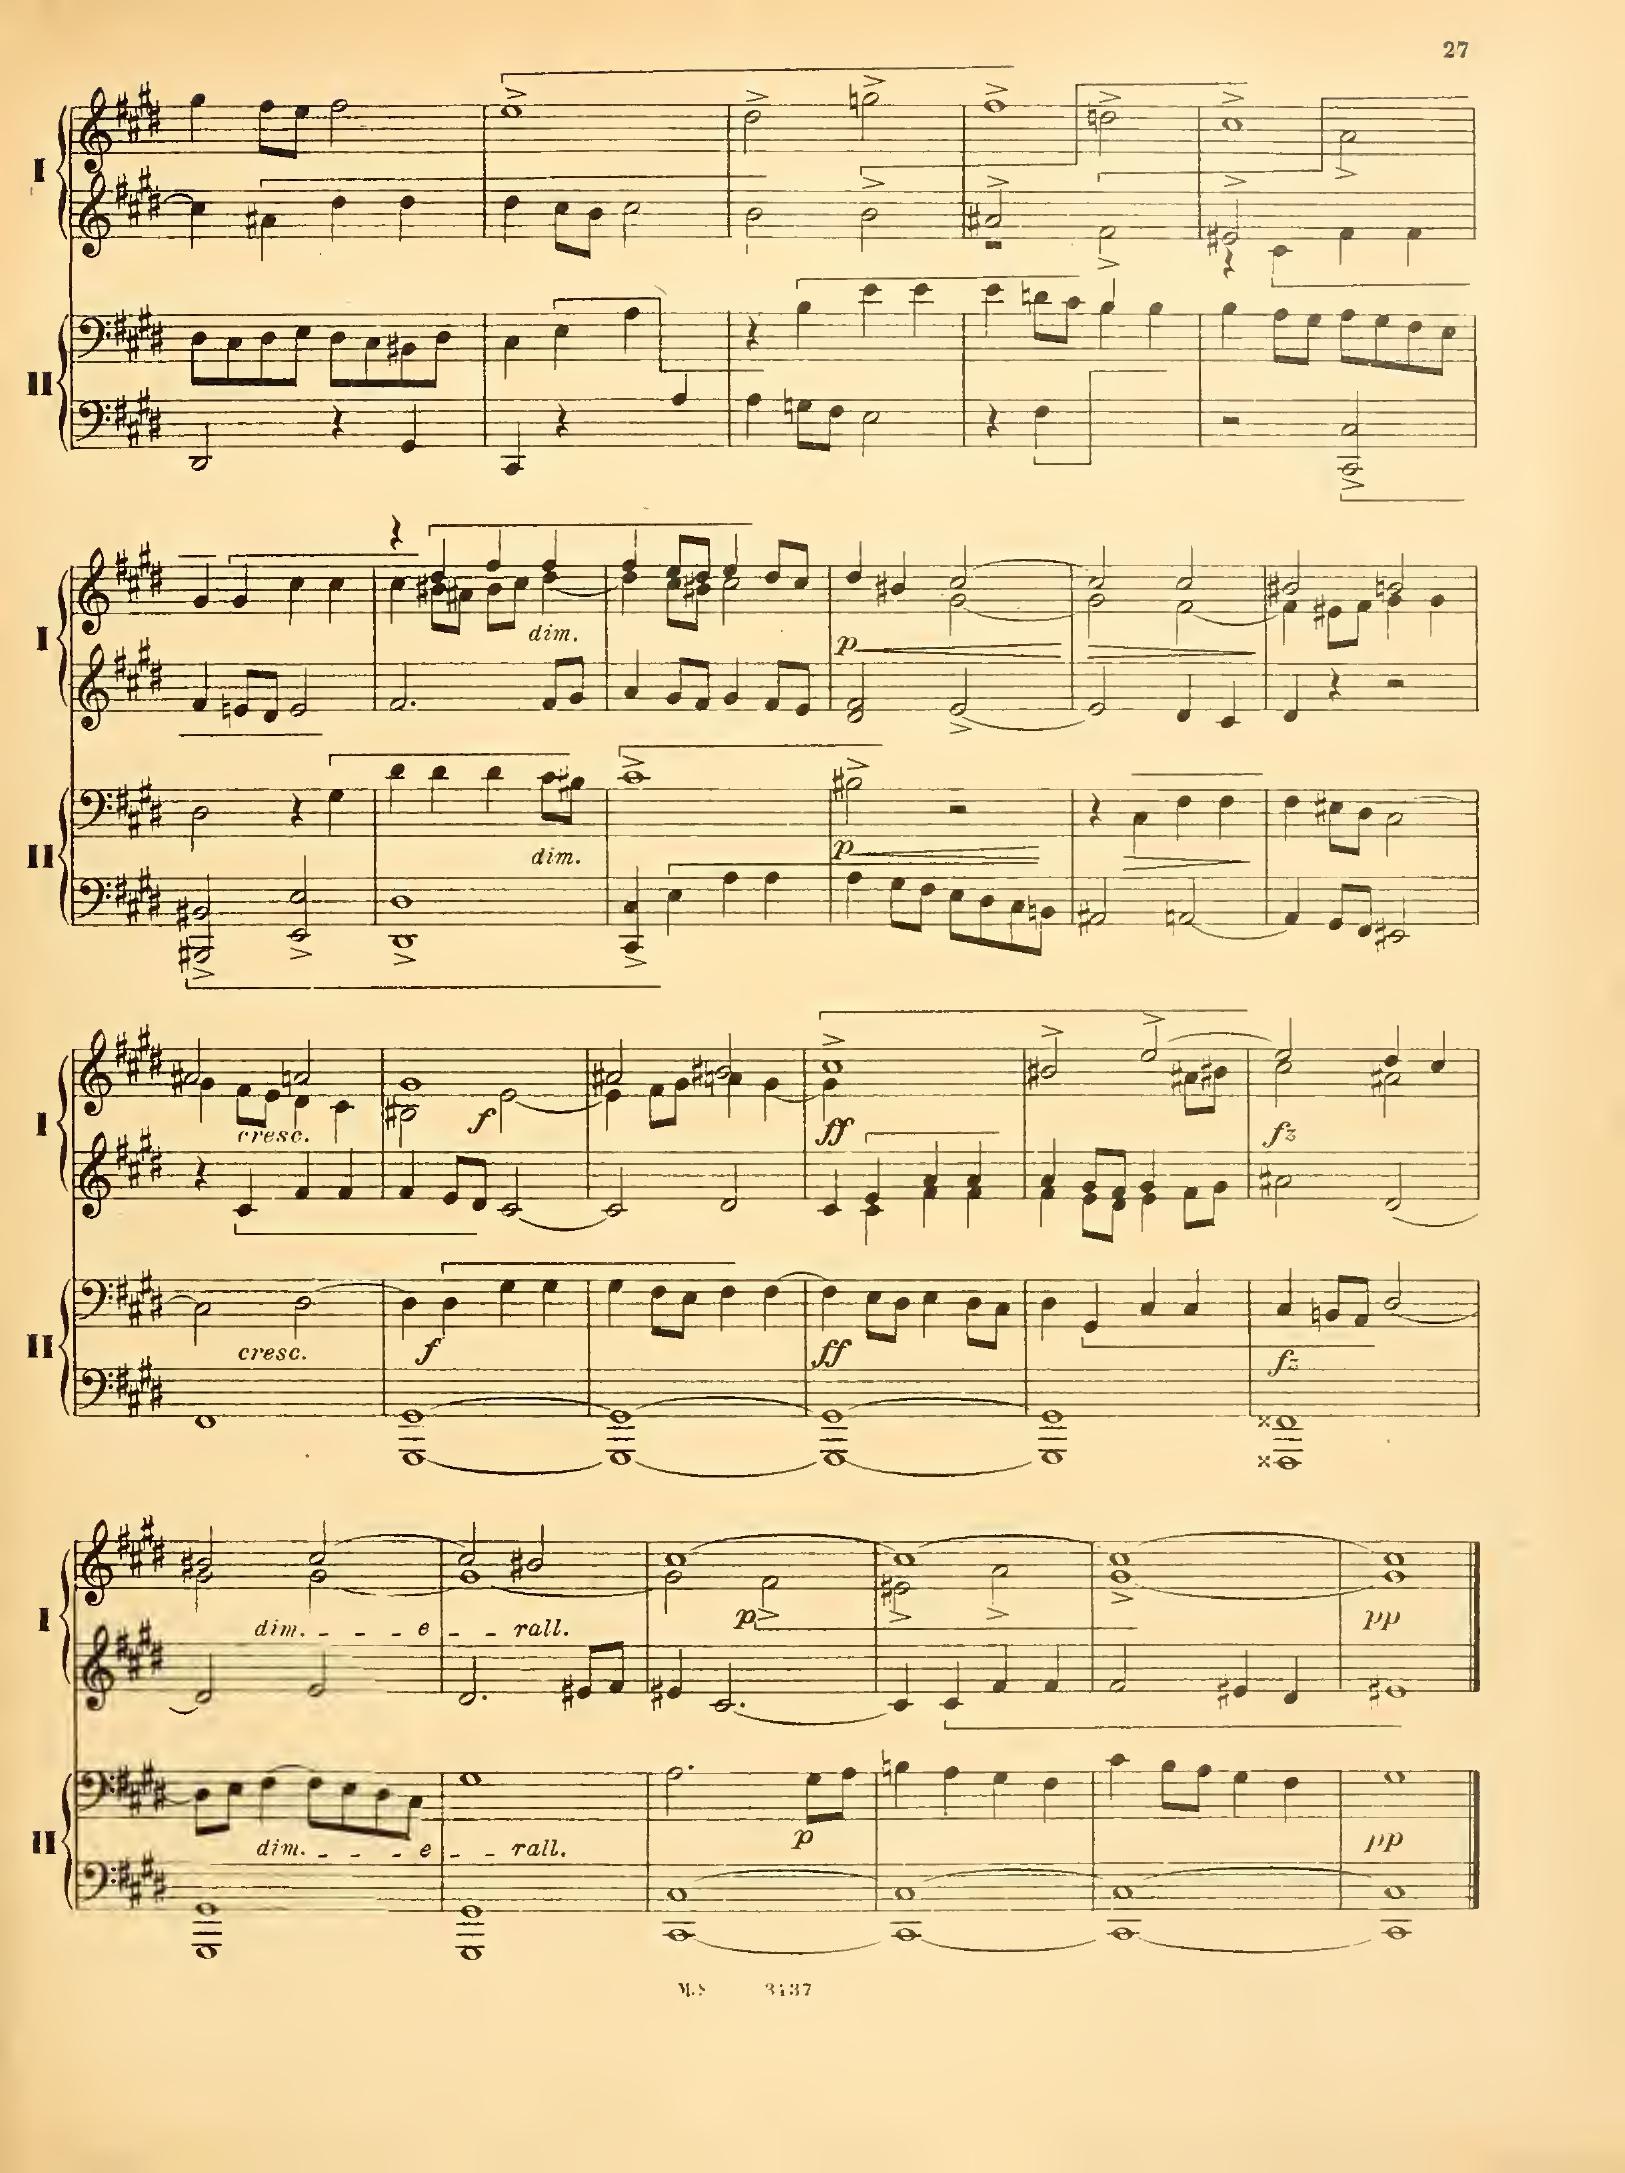 27
I
II
dim.
p
I
dim.
p
II
cresc.
f
ff
fz
I
cresc.
f
ff
fz
II
dim. - - - e - - rall.
p
pp
I
dim. - - - e - - rall.
p
pp
II
M.S 3437